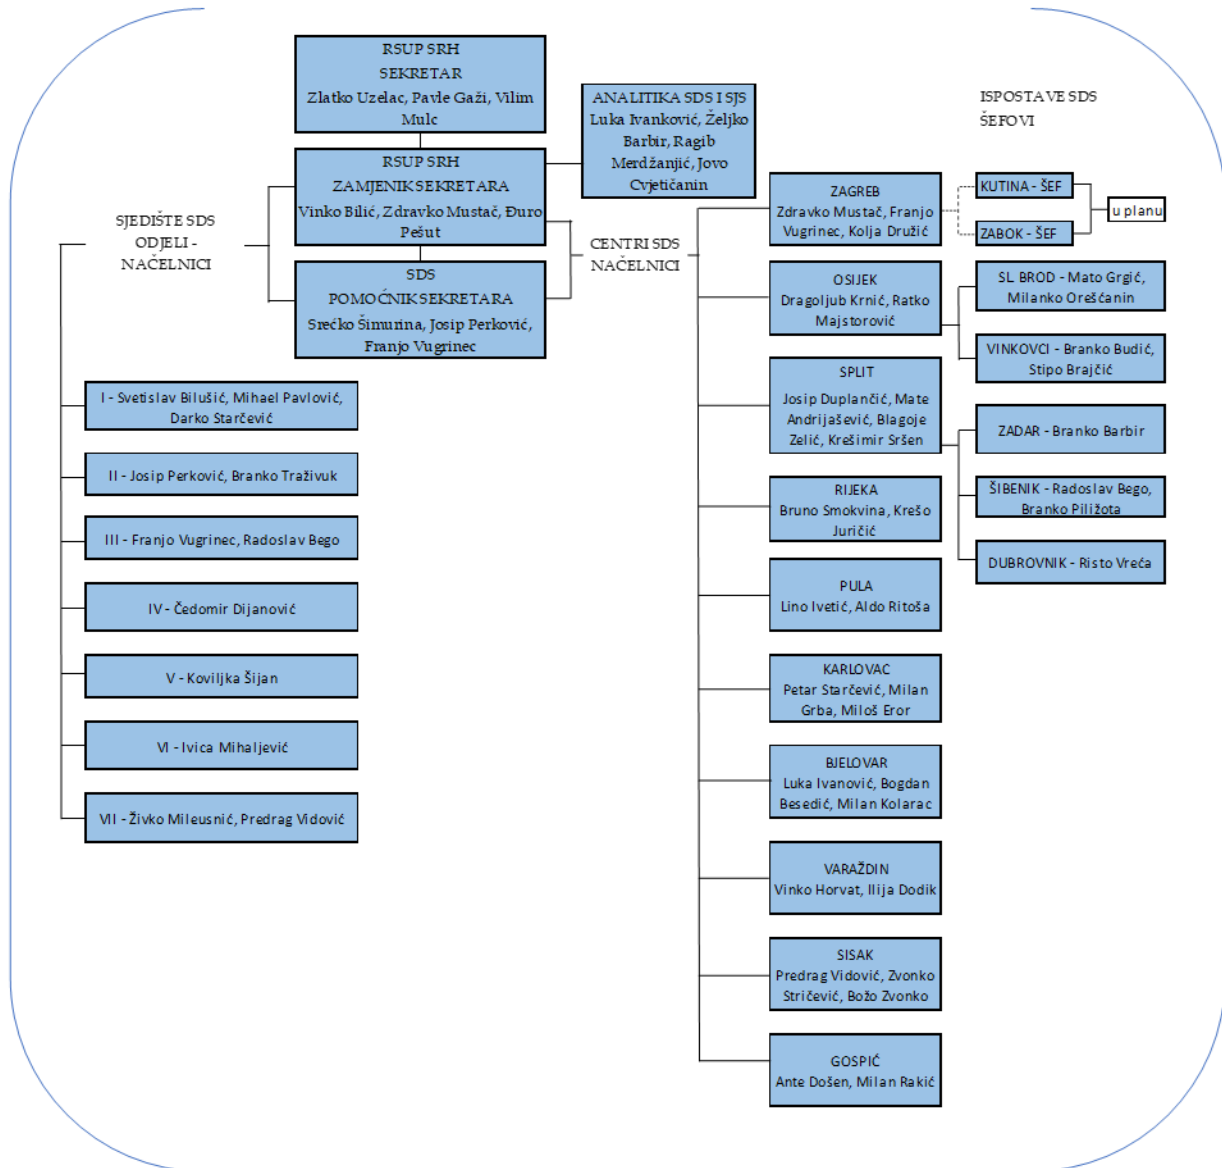 RSUP SRH
SEKRETAR
Zlatko Uzelac, Pavle Gaži, Vilim
Mulc
ANALITIKA SDS I SJS
Luka Ivanković, Željko
Barbir, Ragib
Merdžanjić, Jovo
Cvjetičanin
ISPOSTAVE SDS
ŠEFOVI
RSUP SRH
ZAMJENIK SEKRETARA
Vinko Bilić, Zdravko Mustač, Đuro
Pešut
SJEDIŠTE SDS
ODJELI -
NAČELNICI
CENTRI SDS
NAČELNICI
SDS
POMOĆNIK SEKRETARA
Srećko Šimurina, Josip Perković,
Franjo Vugrinec
I - Svetislav Bilušić, Mihael Pavlović,
Darko Starčević
II - Josip Perković, Branko Traživuk
III - Franjo Vugrinec, Radoslav Bego
IV - Čedomir Dijanović
V - Koviljka Šijan
VI - Ivica Mihaljević
VII - Živko Mileusnić, Predrag Vidović
ZAGREB
Zdravko Mustač, Franjo
Vugrinec, Kolja Družić
KUTINA - ŠEF
ZABOK - ŠEF
u planu
OSIJEK
Dragoljub Krnić, Ratko
Majstorović
SL. BROD - Mato Grgić,
Milanko Orešćanin
VINKOVCI - Branko Budić,
Stipo Brajčić
SPLIT
Josip Duplančić, Mate
Andrijašević, Blagoje
Zelić, Krešimir Sršen
ZADAR - Branko Barbir
ŠIBENIK - Radoslav Bego,
Branko Piližota
DUBROVNIK - Risto Vreća
RIJEKA
Bruno Smokvina, Krešo
Juričić
PULA
Lino Ivetić, Aldo Ritoša
KARLOVAC
Petar Starčević, Milan
Grba, Miloš Eror
BJELOVAR
Luka Ivanović, Bogdan
Besedić, Milan Kolarac
VARAŽDIN
Vinko Horvat, Ilija Dodik
SISAK
Predrag Vidović, Zvonko
Stričević, Božo Zvonko
GOSPIĆ
Ante Došen, Milan Rakić